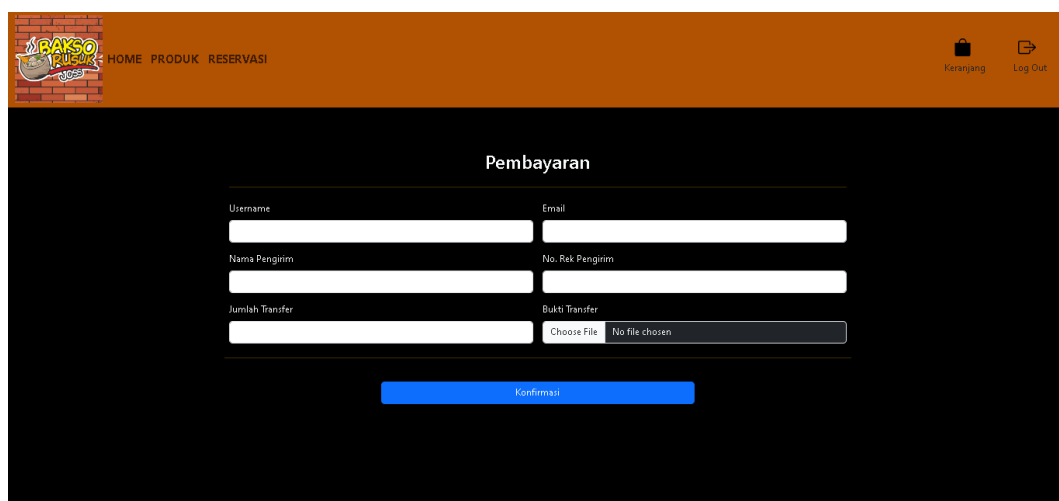 BAKSO
RUSUK
JOSS
HOME PRODUK RESERVASI
Keranjang
Log Out
Pembayaran
Username
Email
Nama Pengirim
No. Rek Pengirim
Jumlah Transfer
Bukti Transfer
Choose File No file chosen
Konfirmasi